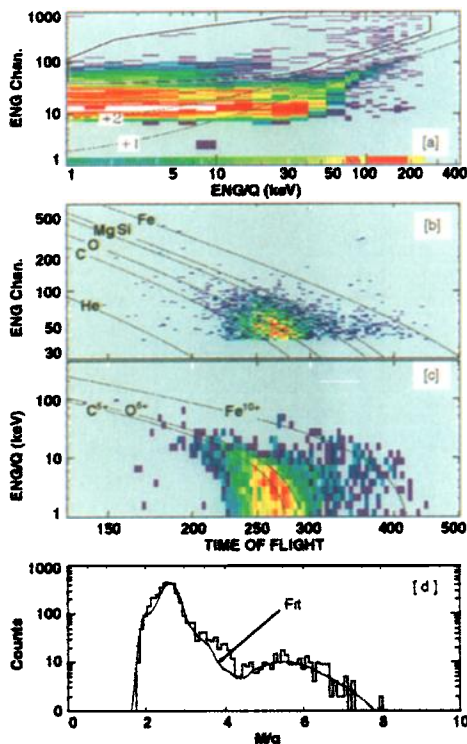 1000
100
10
1
ENG Chan.
+2
+1
[a]
1 5 10 30 50 100 200 400
ENG/Q (keV)
500
300
100
50
30
ENG Chan.
Fe
Mg Si
C O
He
[b]
100
10
1
ENG/Q (keV)
C5+ O6+ Fe10+
[c]
150 200 250 300 400 500
TIME OF FLIGHT
1000
100
10
0
Counts
Fit
[d]
0 2 4 6 8 10
M/q